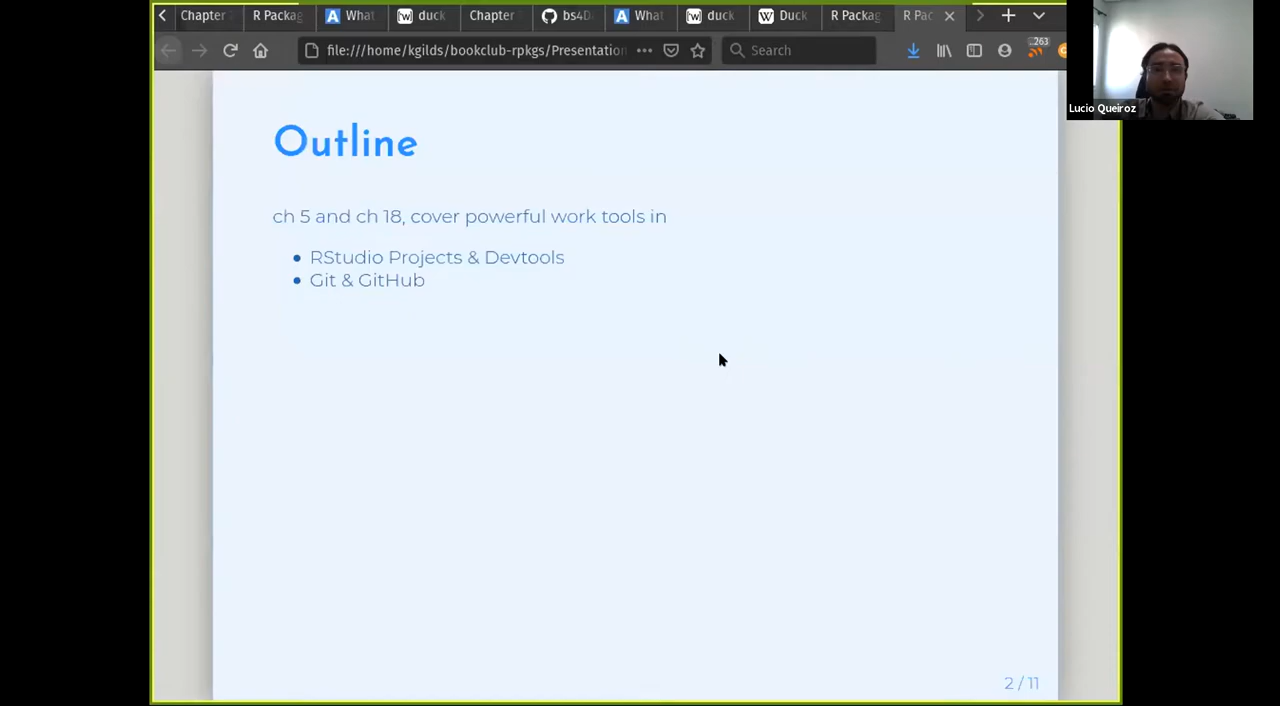 Chapter
R Packag
What
duck
Chapter
bs4D
What
duck
Duck
R Packag
R Pac
file:///home/kgilds/bookclub-rpkgs/Presentation
Search
263
Lucio Queiroz
Outline
ch 5 and ch 18, cover powerful work tools in
RStudio Projects & Devtools
Git & GitHub
2 / 11